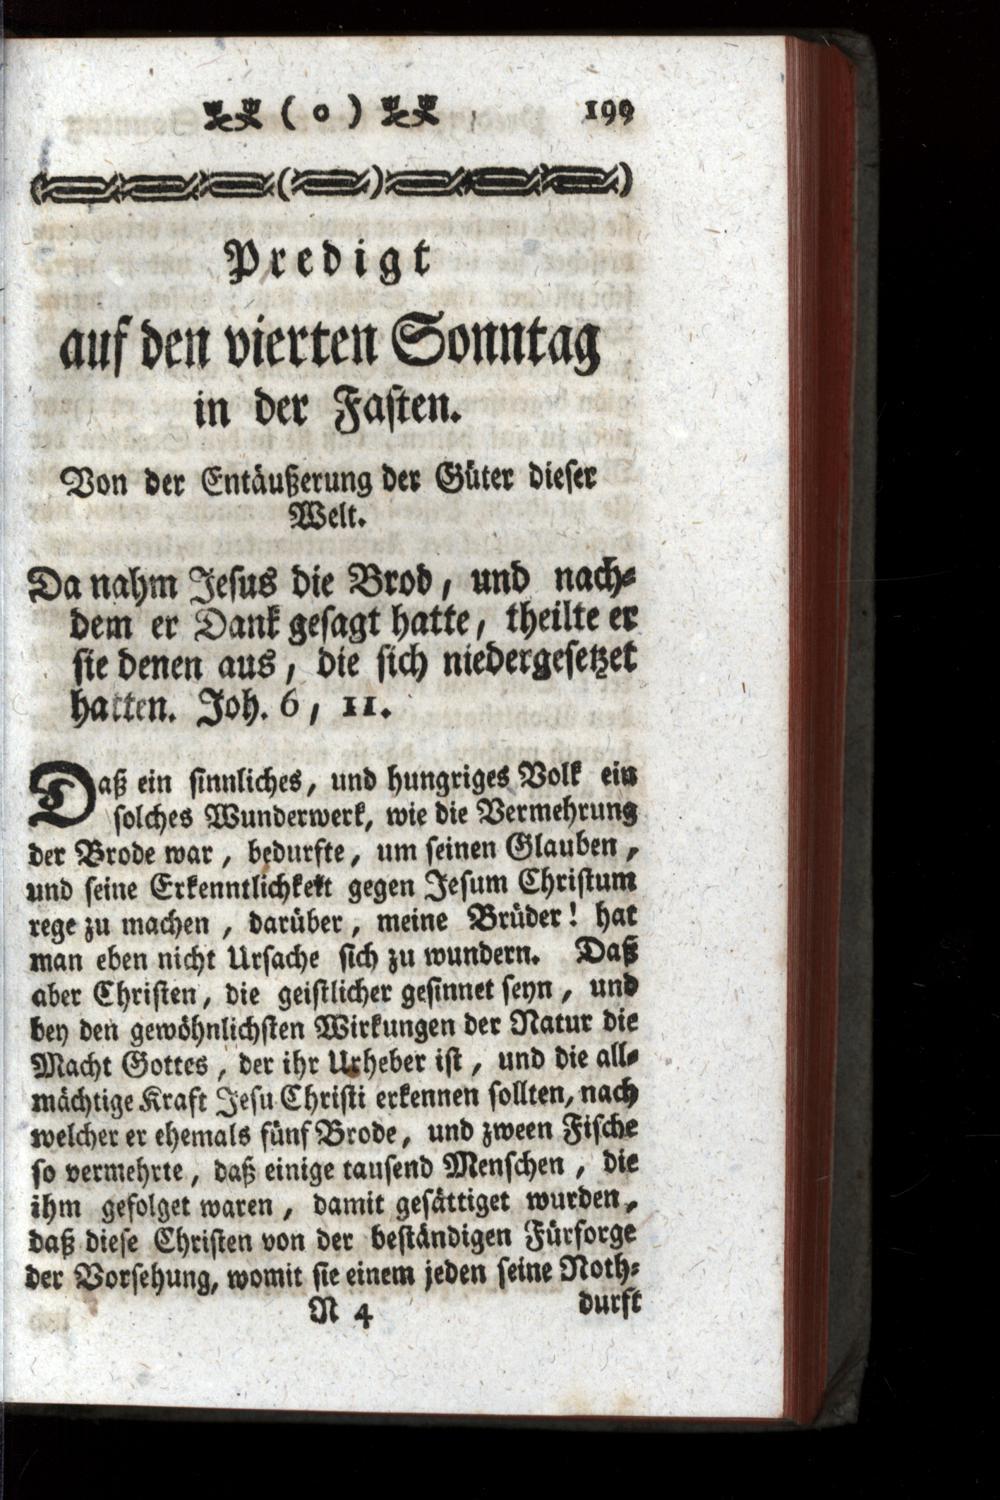 ( o ) 199
Predigt
auf den vierten Sonntag
in der Fasten.
Von der Entäußerung der Güter dieser
Welt.
Da nahm Jesus die Brod, und nach-
dem er Dank gesagt hatte, theilte er
sie denen aus, die sich niedergesetzet
hatten. Joh. 6, 11.
Daß ein sinnliches, und hungriges Volk ein
solches Wunderwerk, wie die Vermehrung
der Brode war, bedurfte, um seinen Glauben,
und seine Erkenntlichkeit gegen Jesum Christum
rege zu machen, darüber, meine Brüder! hat
man eben nicht Ursache sich zu wundern. Daß
aber Christen, die geistlicher gesinnet seyn, und
bey den gewöhnlichsten Wirkungen der Natur die
Macht Gottes, der ihr Urheber ist, und die all-
mächtige Kraft Jesu Christi erkennen sollten, nach
welcher er ehemals fünf Brode, und zween Fische
so vermehrte, daß einige tausend Menschen, die
ihm gefolget waren, damit gesättiget wurden,
daß diese Christen von der beständigen Fürsorge
der Vorsehung, womit sie einem jeden seine Noth-
N 4 durft